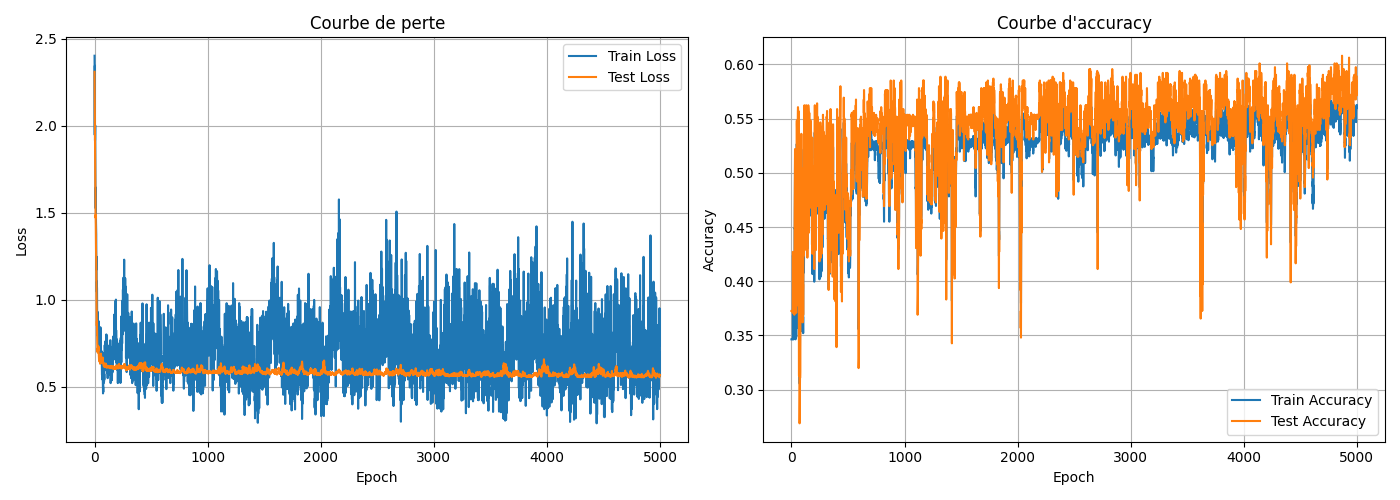 Courbe de perte
2.5
2.0
1.5
1.0
0.5
Loss
0 1000 2000 3000 4000 5000
Epoch
Train Loss
Test Loss
Courbe d'accuracy
0.60
0.55
0.50
0.45
0.40
0.35
0.30
Accuracy
0 1000 2000 3000 4000 5000
Epoch
Train Accuracy
Test Accuracy